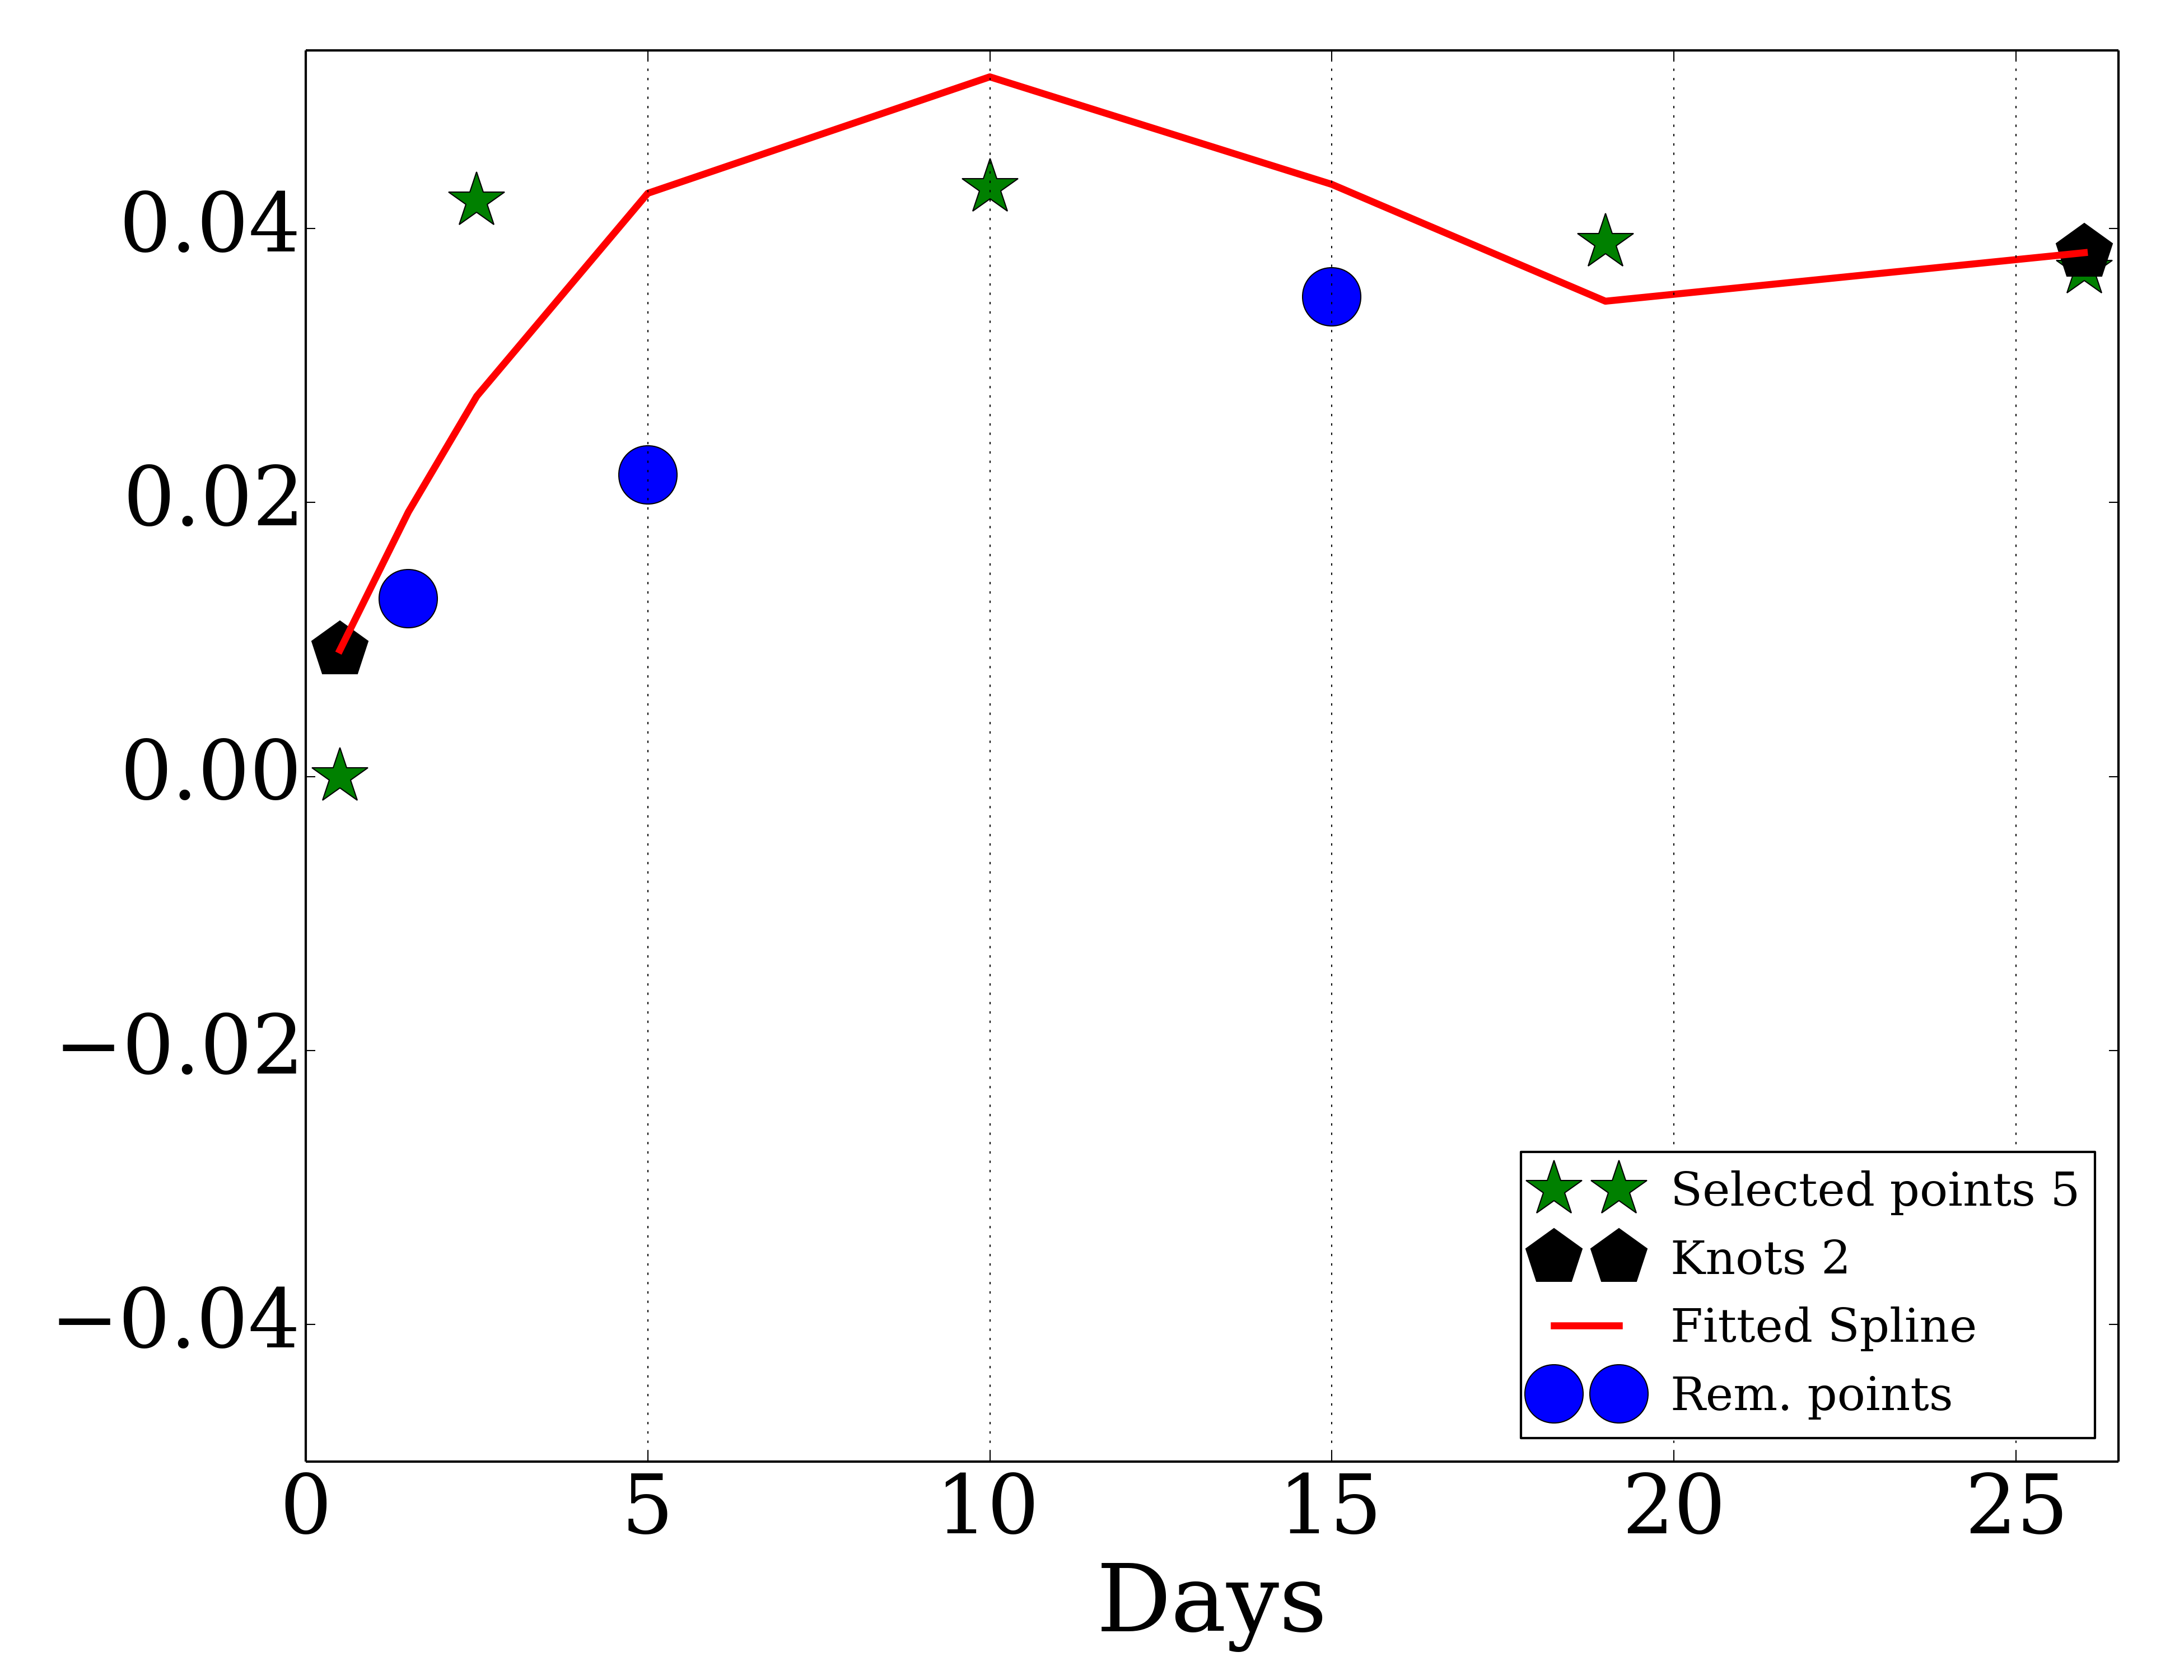 0.04
0.02
0.00
−0.02
−0.04
0 5 10 15 20 25
Days
Selected points 5
Knots 2
Fitted Spline
Rem. points